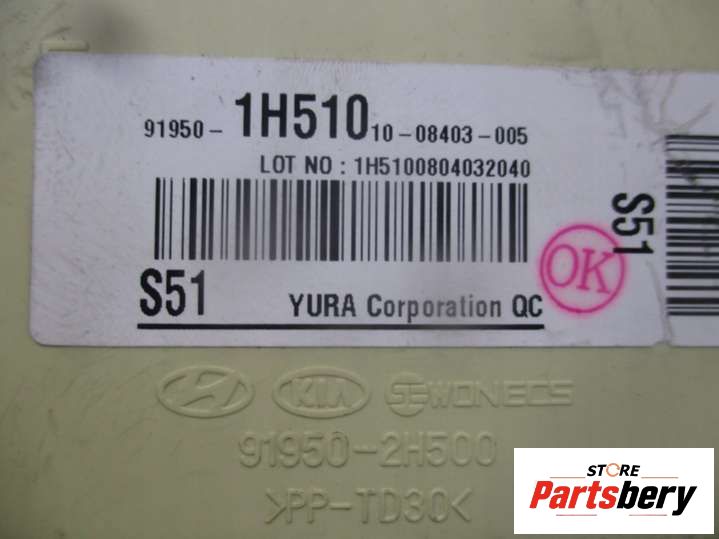 91950- 1H510 10-08403-005
LOT NO : 1H5100804032040
S51 YURA Corporation QC
OK
S51
KIA SEWONECS
91950-2H500
>PP-TD30<
STORE
Partsbery